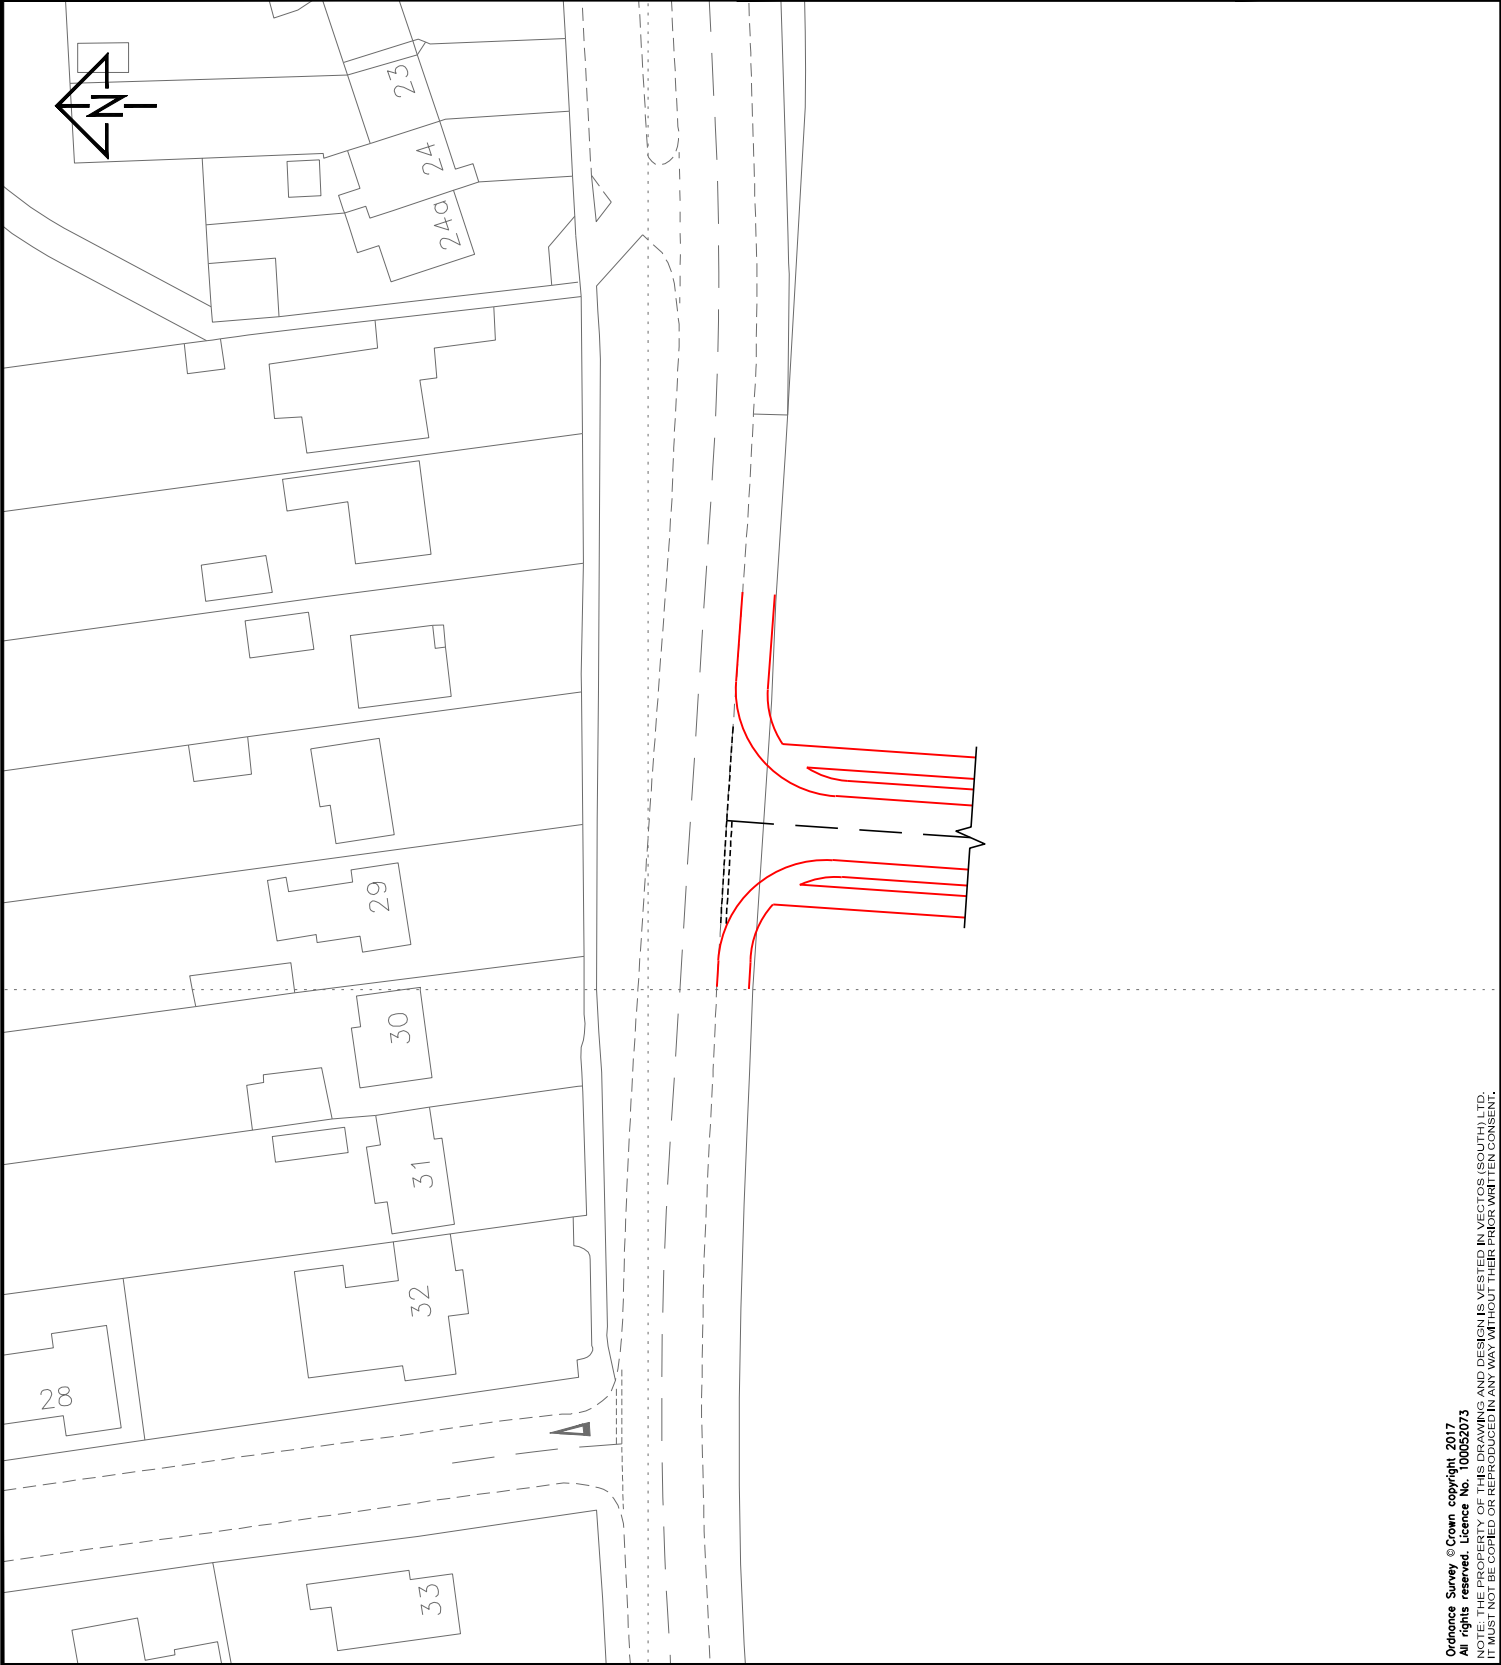 N
23
24
24a
29
30
31
32
28
33
Ordnance Survey © Crown copyright 2017
All rights reserved. Licence No. 100052073
NOTE: THE PROPERTY OF THIS DRAWING AND DESIGN IS VESTED IN VECTOS (SOUTH) LTD.
IT MUST NOT BE COPIED OR REPRODUCED IN ANY WAY WITHOUT THEIR PRIOR WRITTEN CONSENT.